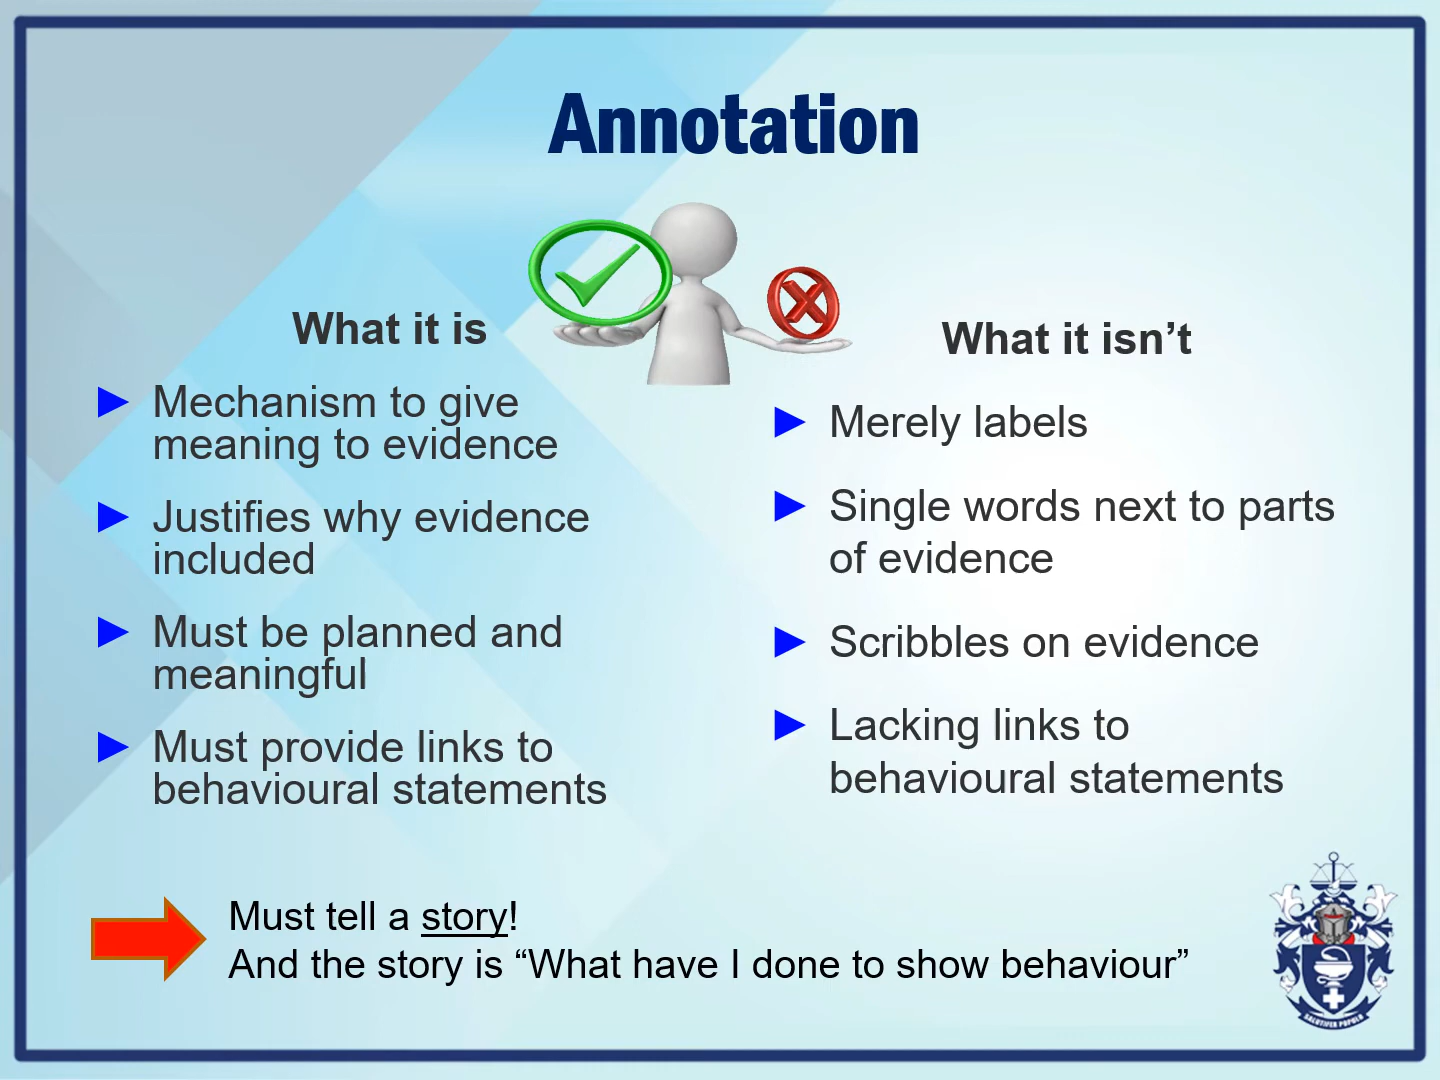 Annotation
What it is
Mechanism to give
meaning to evidence
Justifies why evidence
included
Must be planned and
meaningful
Must provide links to
behavioural statements
What it isn’t
Merely labels
Single words next to parts
of evidence
Scribbles on evidence
Lacking links to
behavioural statements
Must tell a story!
And the story is “What have I done to show behaviour”
SALUTIFER POPULO